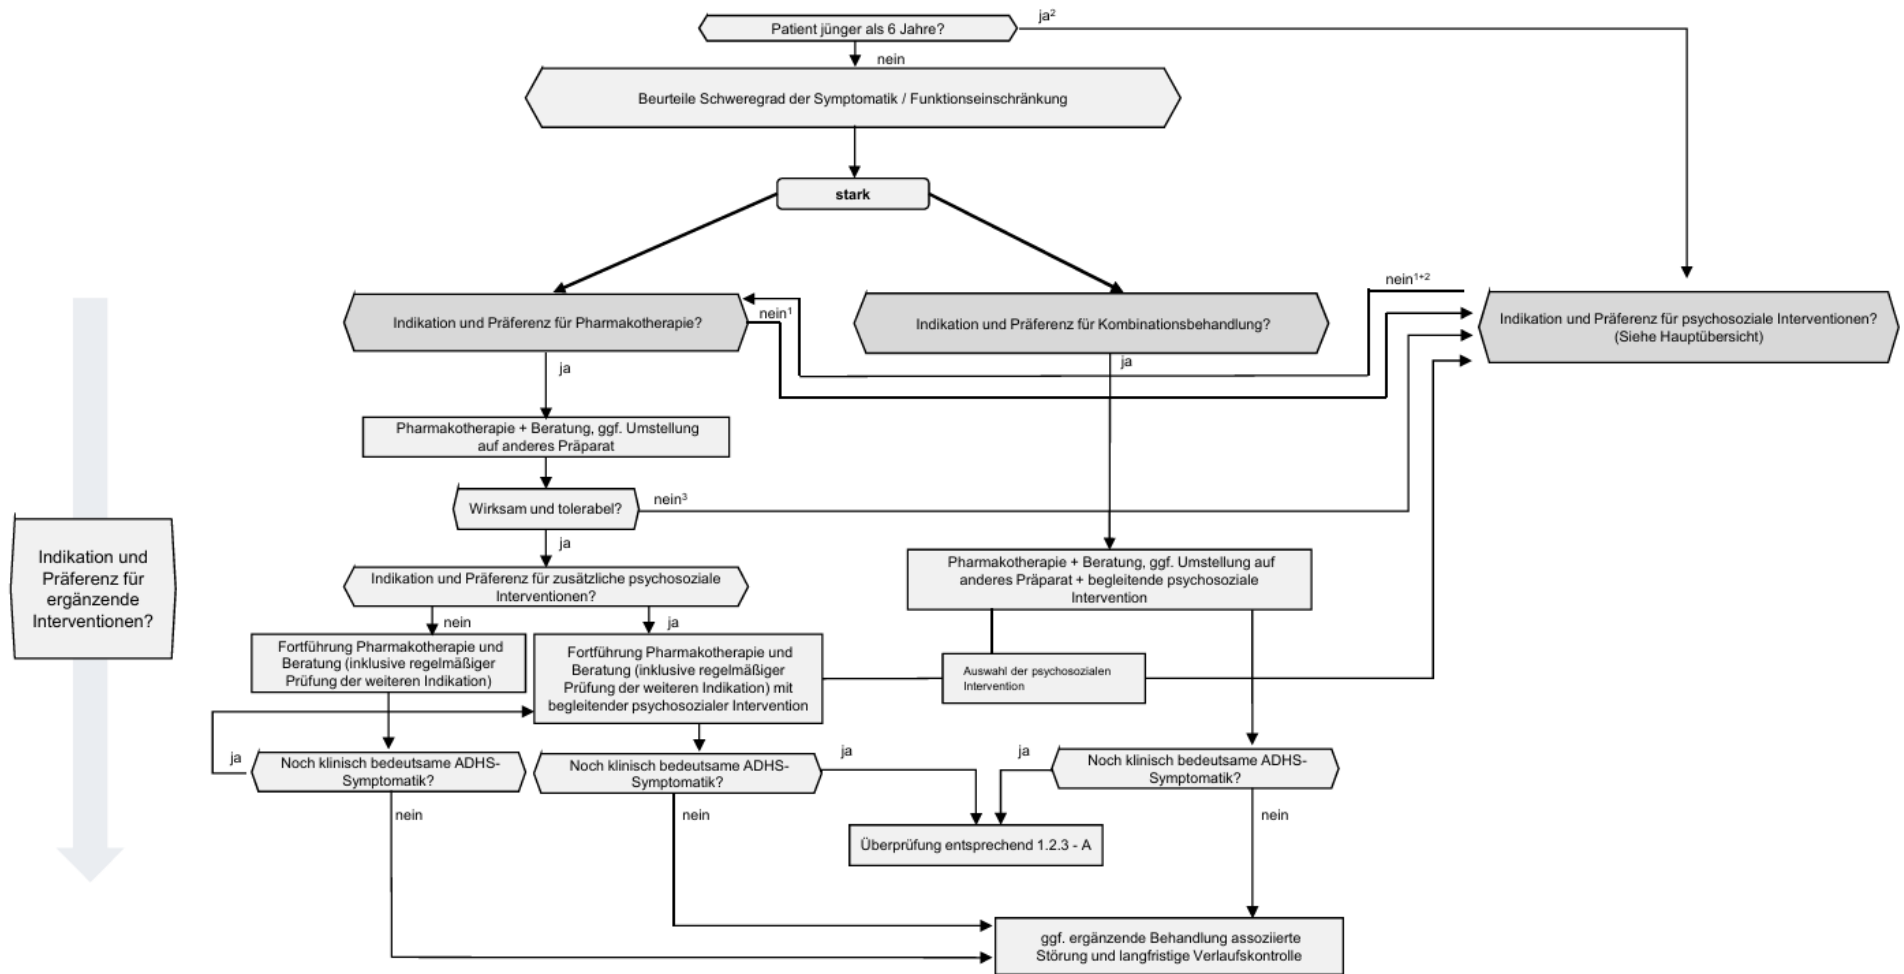 Patient jünger als 6 Jahre?
ja²
nein
Beurteile Schweregrad der Symptomatik / Funktionseinschränkung
stark
Indikation und Präferenz für Pharmakotherapie?
nein¹
Indikation und Präferenz für Kombinationsbehandlung?
nein¹⁺²
Indikation und Präferenz für psychosoziale Interventionen?
(Siehe Hauptübersicht)
ja
ja
Pharmakotherapie + Beratung, ggf. Umstellung
auf anderes Präparat
Wirksam und tolerabel?
nein³
ja
Indikation und
Präferenz für
ergänzende
Interventionen?
Indikation und Präferenz für zusätzliche psychosoziale
Interventionen?
Pharmakotherapie + Beratung, ggf. Umstellung auf
anderes Präparat + begleitende psychosoziale
Intervention
nein
ja
Fortführung Pharmakotherapie und
Beratung (inklusive regelmäßiger
Prüfung der weiteren Indikation)
Fortführung Pharmakotherapie und
Beratung (inklusive regelmäßiger
Prüfung der weiteren Indikation) mit
begleitender psychosozialer Intervention
Auswahl der psychosozialen
Intervention
ja
Noch klinisch bedeutsame ADHS-
Symptomatik?
Noch klinisch bedeutsame ADHS-
Symptomatik?
ja
ja
Noch klinisch bedeutsame ADHS-
Symptomatik?
nein
nein
nein
Überprüfung entsprechend 1.2.3 - A
ggf. ergänzende Behandlung assoziierte
Störung und langfristige Verlaufskontrolle